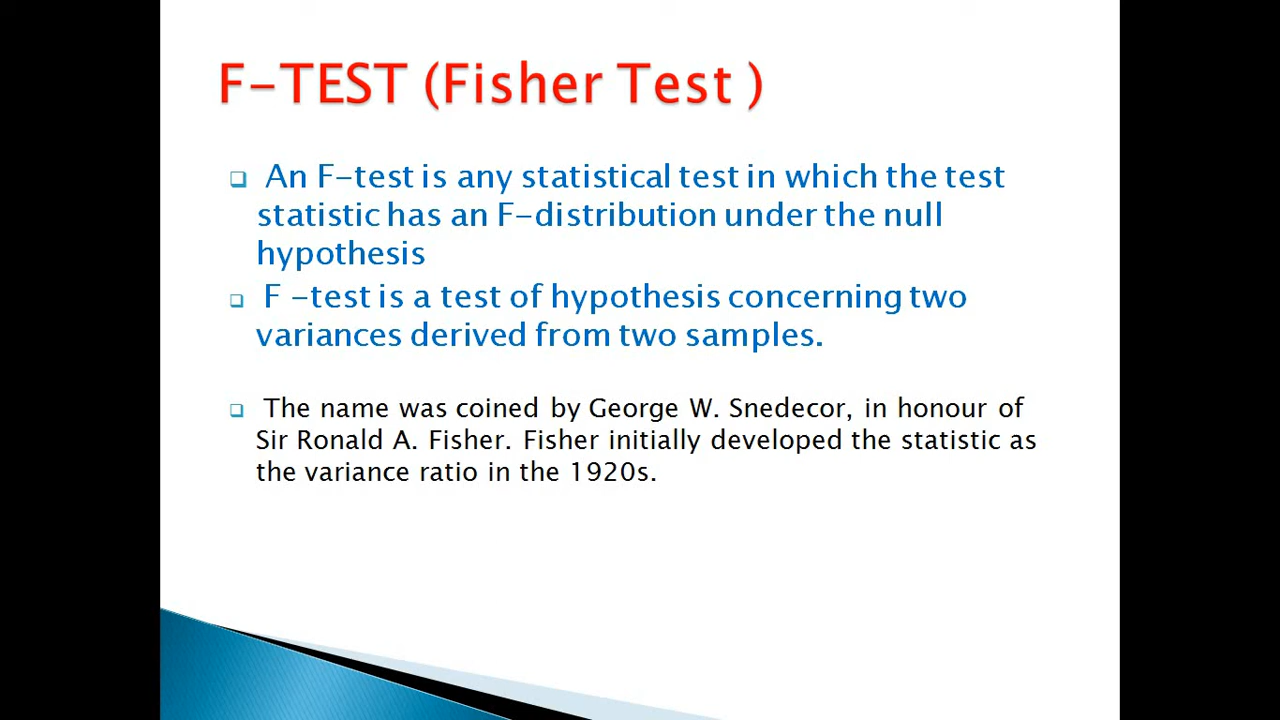 F-TEST (Fisher Test )
An F-test is any statistical test in which the test
statistic has an F-distribution under the null
hypothesis
F -test is a test of hypothesis concerning two
variances derived from two samples.
The name was coined by George W. Snedecor, in honour of
Sir Ronald A. Fisher. Fisher initially developed the statistic as
the variance ratio in the 1920s.